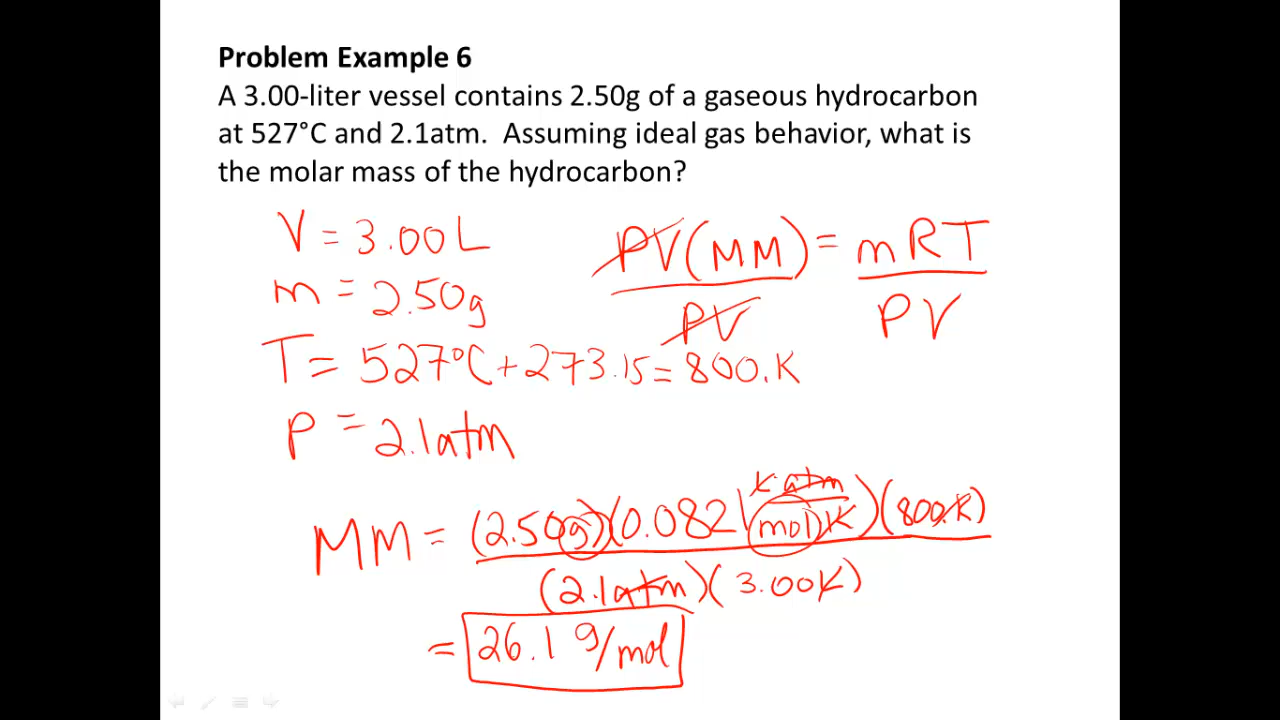 Problem Example 6
A 3.00-liter vessel contains 2.50g of a gaseous hydrocarbon
at 527°C and 2.1atm.  Assuming ideal gas behavior, what is
the molar mass of the hydrocarbon?
V = 3.00L
PV(MM) = mRT
PV PV
m = 2.50g
T = 527°C + 273.15 = 800.K
P = 2.1atm
L atm
MM = (2.50g)(0.0821 mol K)(800.K)
(2.1atm)(3.00L)
= 26.1 g/mol